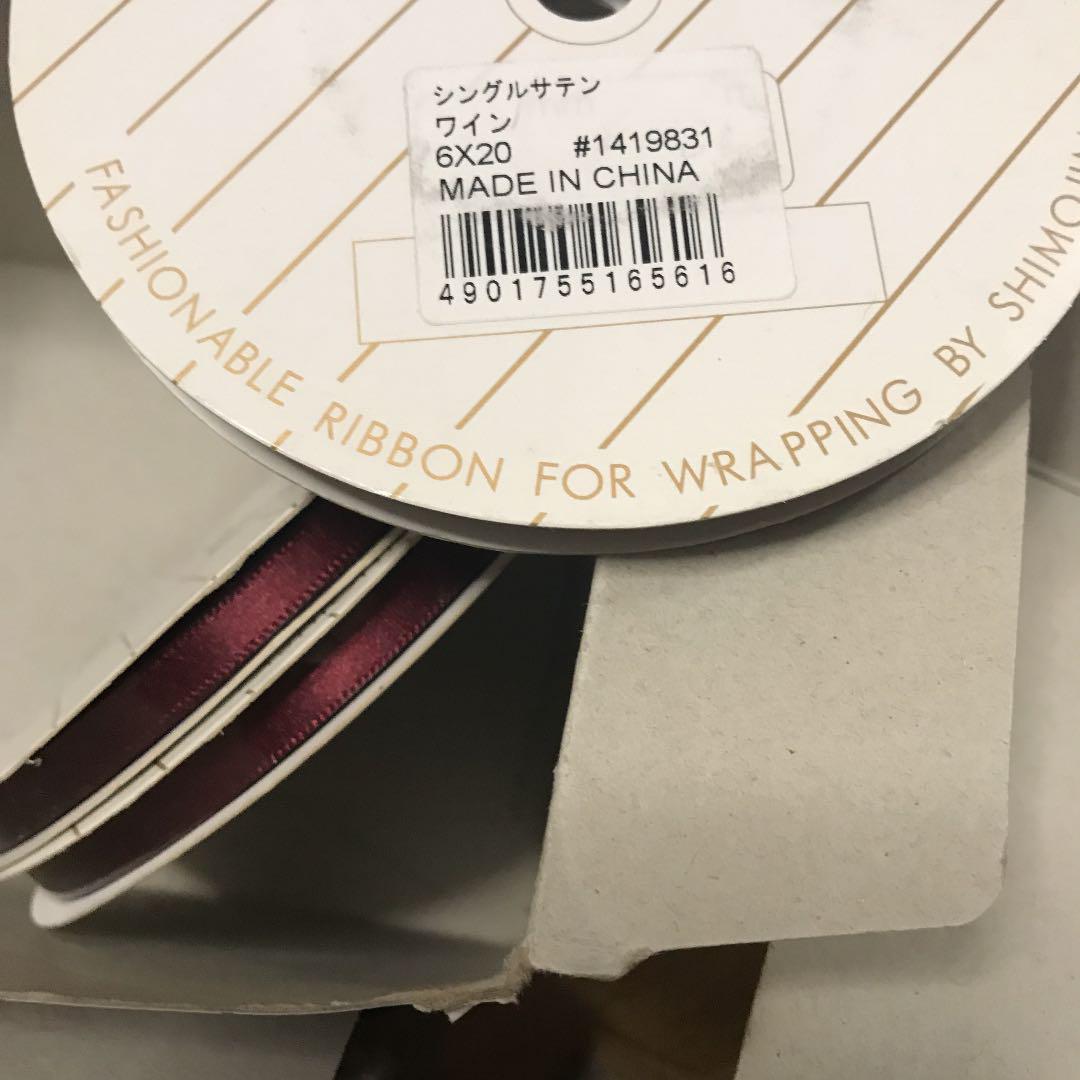 シングルサテン
ワイン
6X20 #1419831
MADE IN CHINA
4901755165616
FASHIONABLE RIBBON FOR WRAPPING BY